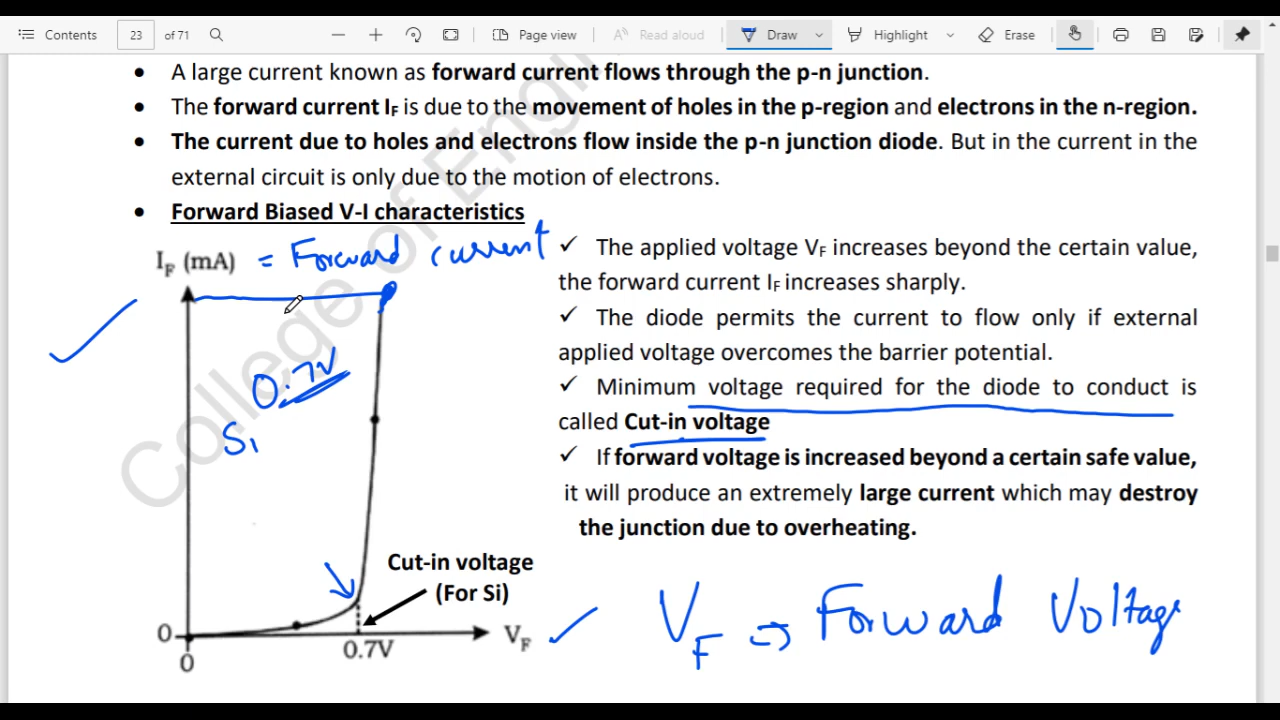 Contents 23 of 71 Page view Read aloud Draw Highlight Erase
• A large current known as forward current flows through the p-n junction.
• The forward current IF is due to the movement of holes in the p-region and electrons in the n-region.
• The current due to holes and electrons flow inside the p-n junction diode. But in the current in the
external circuit is only due to the motion of electrons.
• Forward Biased V-I characteristics
IF (mA) = Forward current
0.7V
Si
Cut-in voltage
(For Si)
0
0
0.7V
VF
✓ The applied voltage VF increases beyond the certain value,
the forward current IF increases sharply.
✓ The diode permits the current to flow only if external
applied voltage overcomes the barrier potential.
✓ Minimum voltage required for the diode to conduct is
called Cut-in voltage
✓ If forward voltage is increased beyond a certain safe value,
it will produce an extremely large current which may destroy
the junction due to overheating.
VF ⇒ Forward Voltage
College of Engi